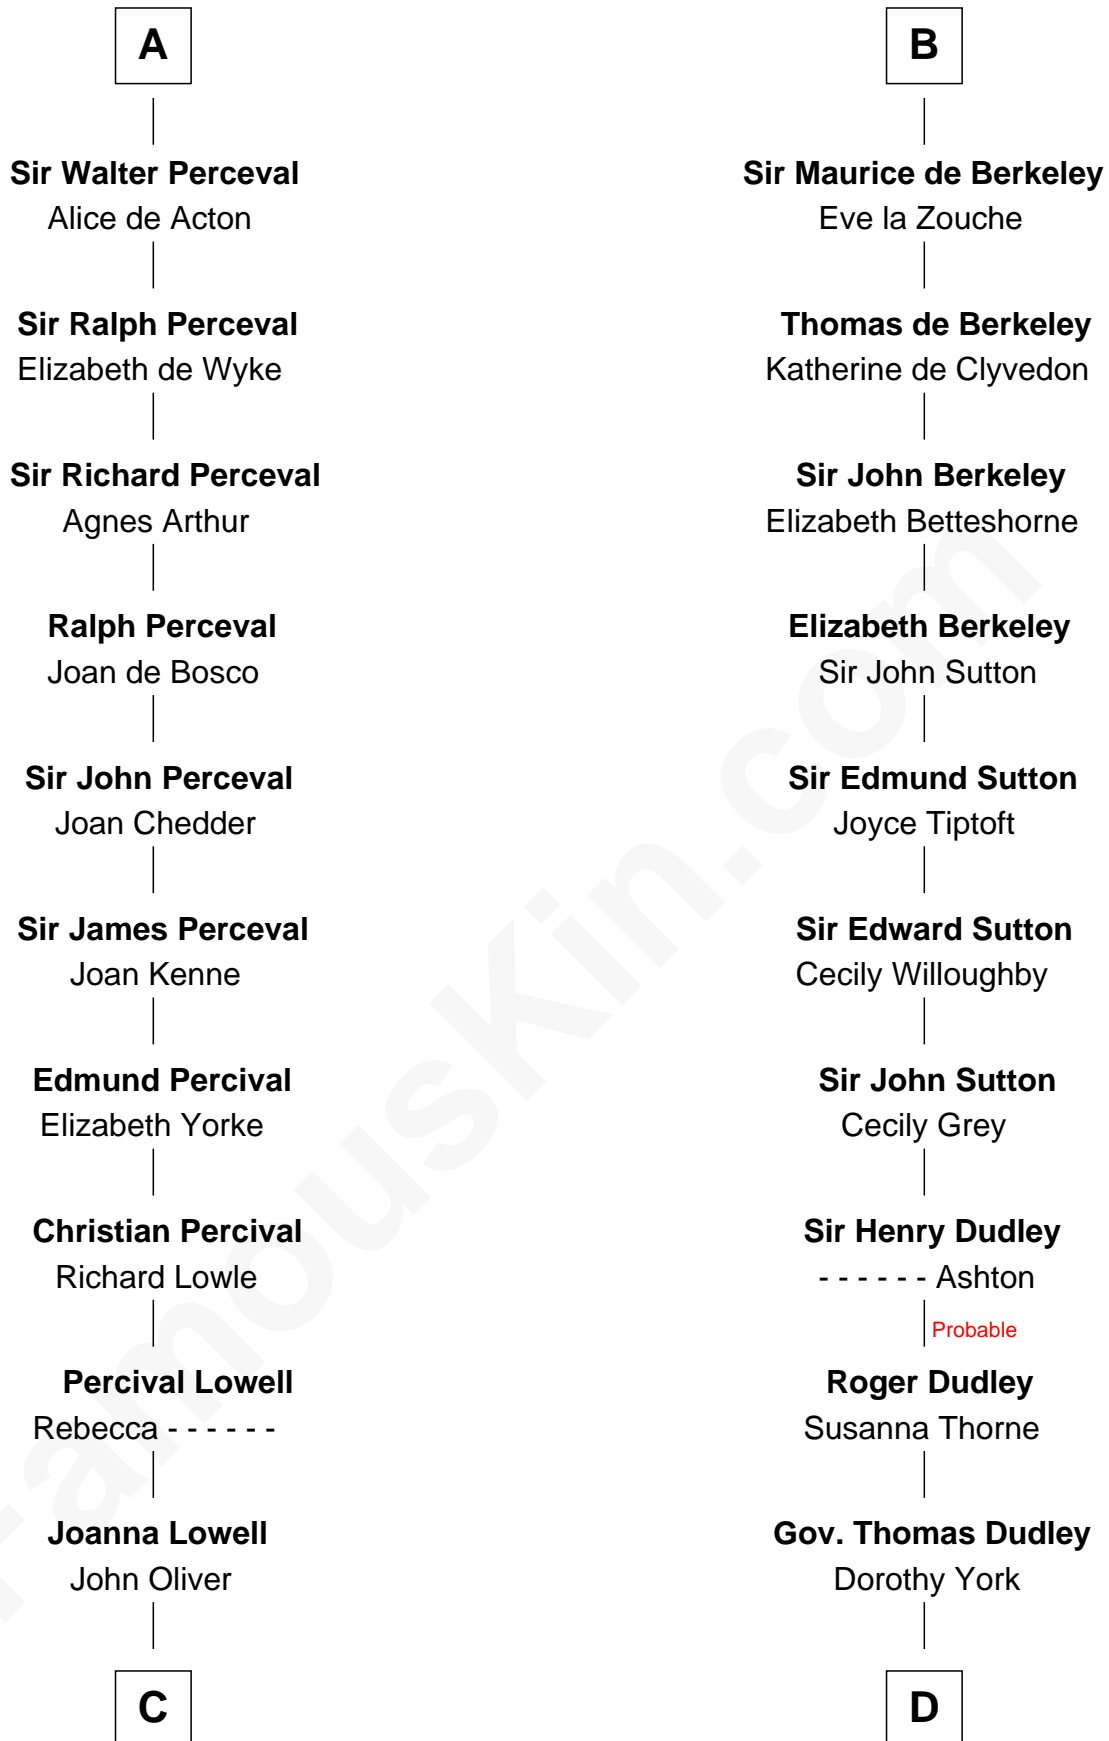 A
Sir Walter Perceval
Alice de Acton
Sir Ralph Perceval
Elizabeth de Wyke
Sir Richard Perceval
Agnes Arthur
Ralph Perceval
Joan de Bosco
Sir John Perceval
Joan Chedder
Sir James Perceval
Joan Kenne
Edmund Percival
Elizabeth Yorke
Christian Percival
Richard Lowle
Percival Lowell
Rebecca - - - - - -
Joanna Lowell
John Oliver
C
B
Sir Maurice de Berkeley
Eve la Zouche
Thomas de Berkeley
Katherine de Clyvedon
Sir John Berkeley
Elizabeth Betteshorne
Elizabeth Berkeley
Sir John Sutton
Sir Edmund Sutton
Joyce Tiptoft
Sir Edward Sutton
Cecily Willoughby
Sir John Sutton
Cecily Grey
Sir Henry Dudley
- - - - - - Ashton
Probable
Roger Dudley
Susanna Thorne
Gov. Thomas Dudley
Dorothy York
D
FamousKin.com